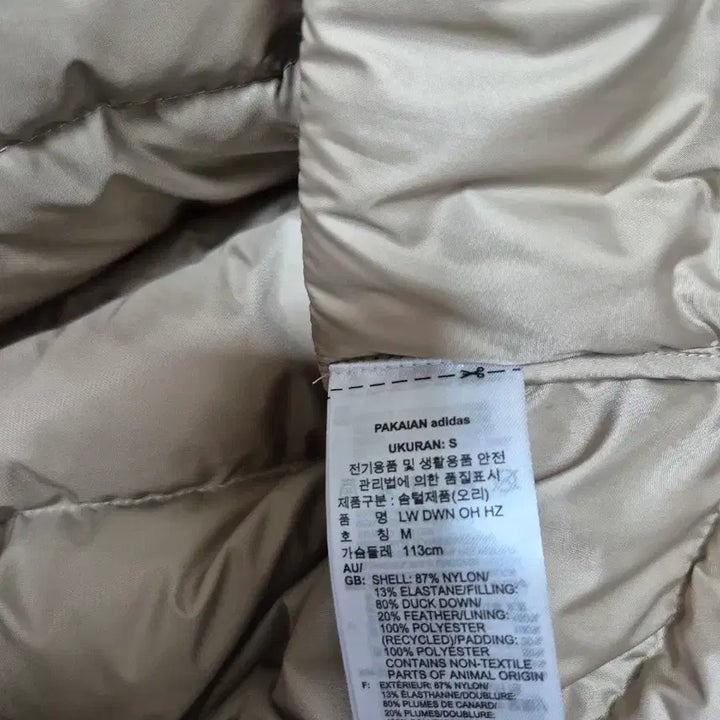 PAKAIAN adidas
UKURAN: S
전기용품 및 생활용품 안전
관리법에 의한 품질표시
제품구분 : 솜털제품(오리)
품 명 LW DWN OH HZ
호 칭 M
가슴둘레 113cm
AU/
GB: SHELL: 87% NYLON/
13% ELASTANE/FILLING:
80% DUCK DOWN/
20% FEATHER/LINING:
100% POLYESTER
(RECYCLED)/PADDING:
100% POLYESTER
CONTAINS NON-TEXTILE
PARTS OF ANIMAL ORIGIN
F: EXTÉRIEUR: 87% NYLON/
13% ÉLASTHANNE/DOUBLURE:
80% PLUMES DE CANARD/
20% PLUMES/DOUBLURE: